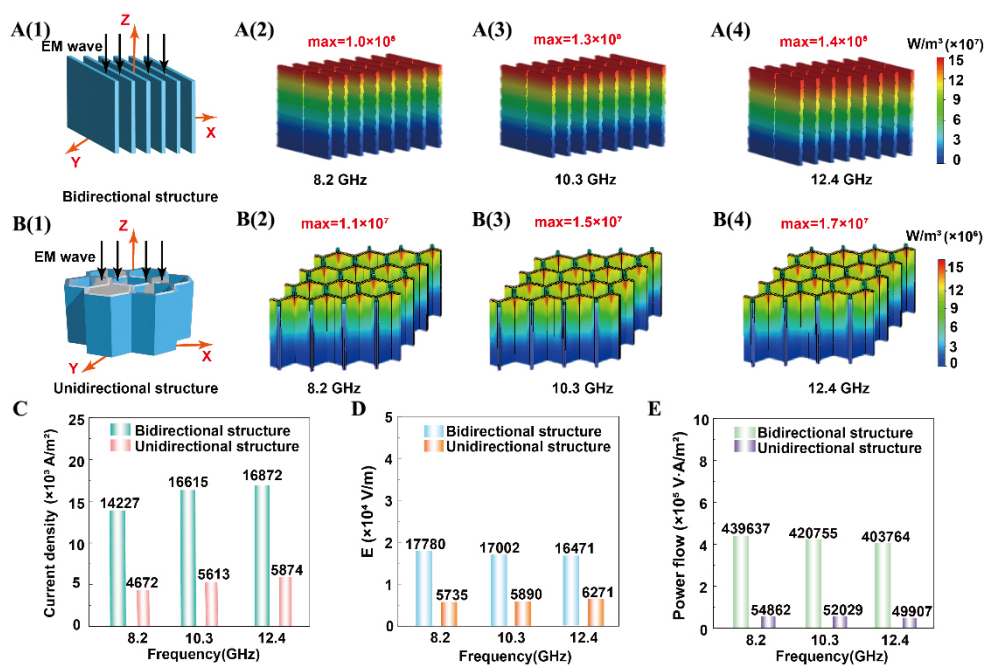 A(1)
EM wave
Z
X
Y
Bidirectional structure
A(2)
max=1.0×10⁸
8.2 GHz
A(3)
max=1.3×10⁸
10.3 GHz
A(4)
max=1.4×10⁸
12.4 GHz
W/m³ (×10⁷)
15
12
9
6
3
0
B(1)
EM wave
Z
X
Y
Unidirectional structure
B(2)
max=1.1×10⁷
8.2 GHz
B(3)
max=1.5×10⁷
10.3 GHz
B(4)
max=1.7×10⁷
12.4 GHz
W/m³ (×10⁶)
15
12
9
6
3
0
C
Current density (×10³ A/m²)
25
20
15
10
5
0
Bidirectional structure
Unidirectional structure
14227
4672
16615
5613
16872
5874
8.2
10.3
12.4
Frequency(GHz)
D
E (×10⁴ V/m)
5
4
3
2
1
0
Bidirectional structure
Unidirectional structure
17780
5735
17002
5890
16471
6271
8.2
10.3
12.4
Frequency(GHz)
E
Power flow (×10⁵ V·A/m²)
10
8
6
4
2
0
Bidirectional structure
Unidirectional structure
439637
54862
420755
52029
403764
49907
8.2
10.3
12.4
Frequency(GHz)